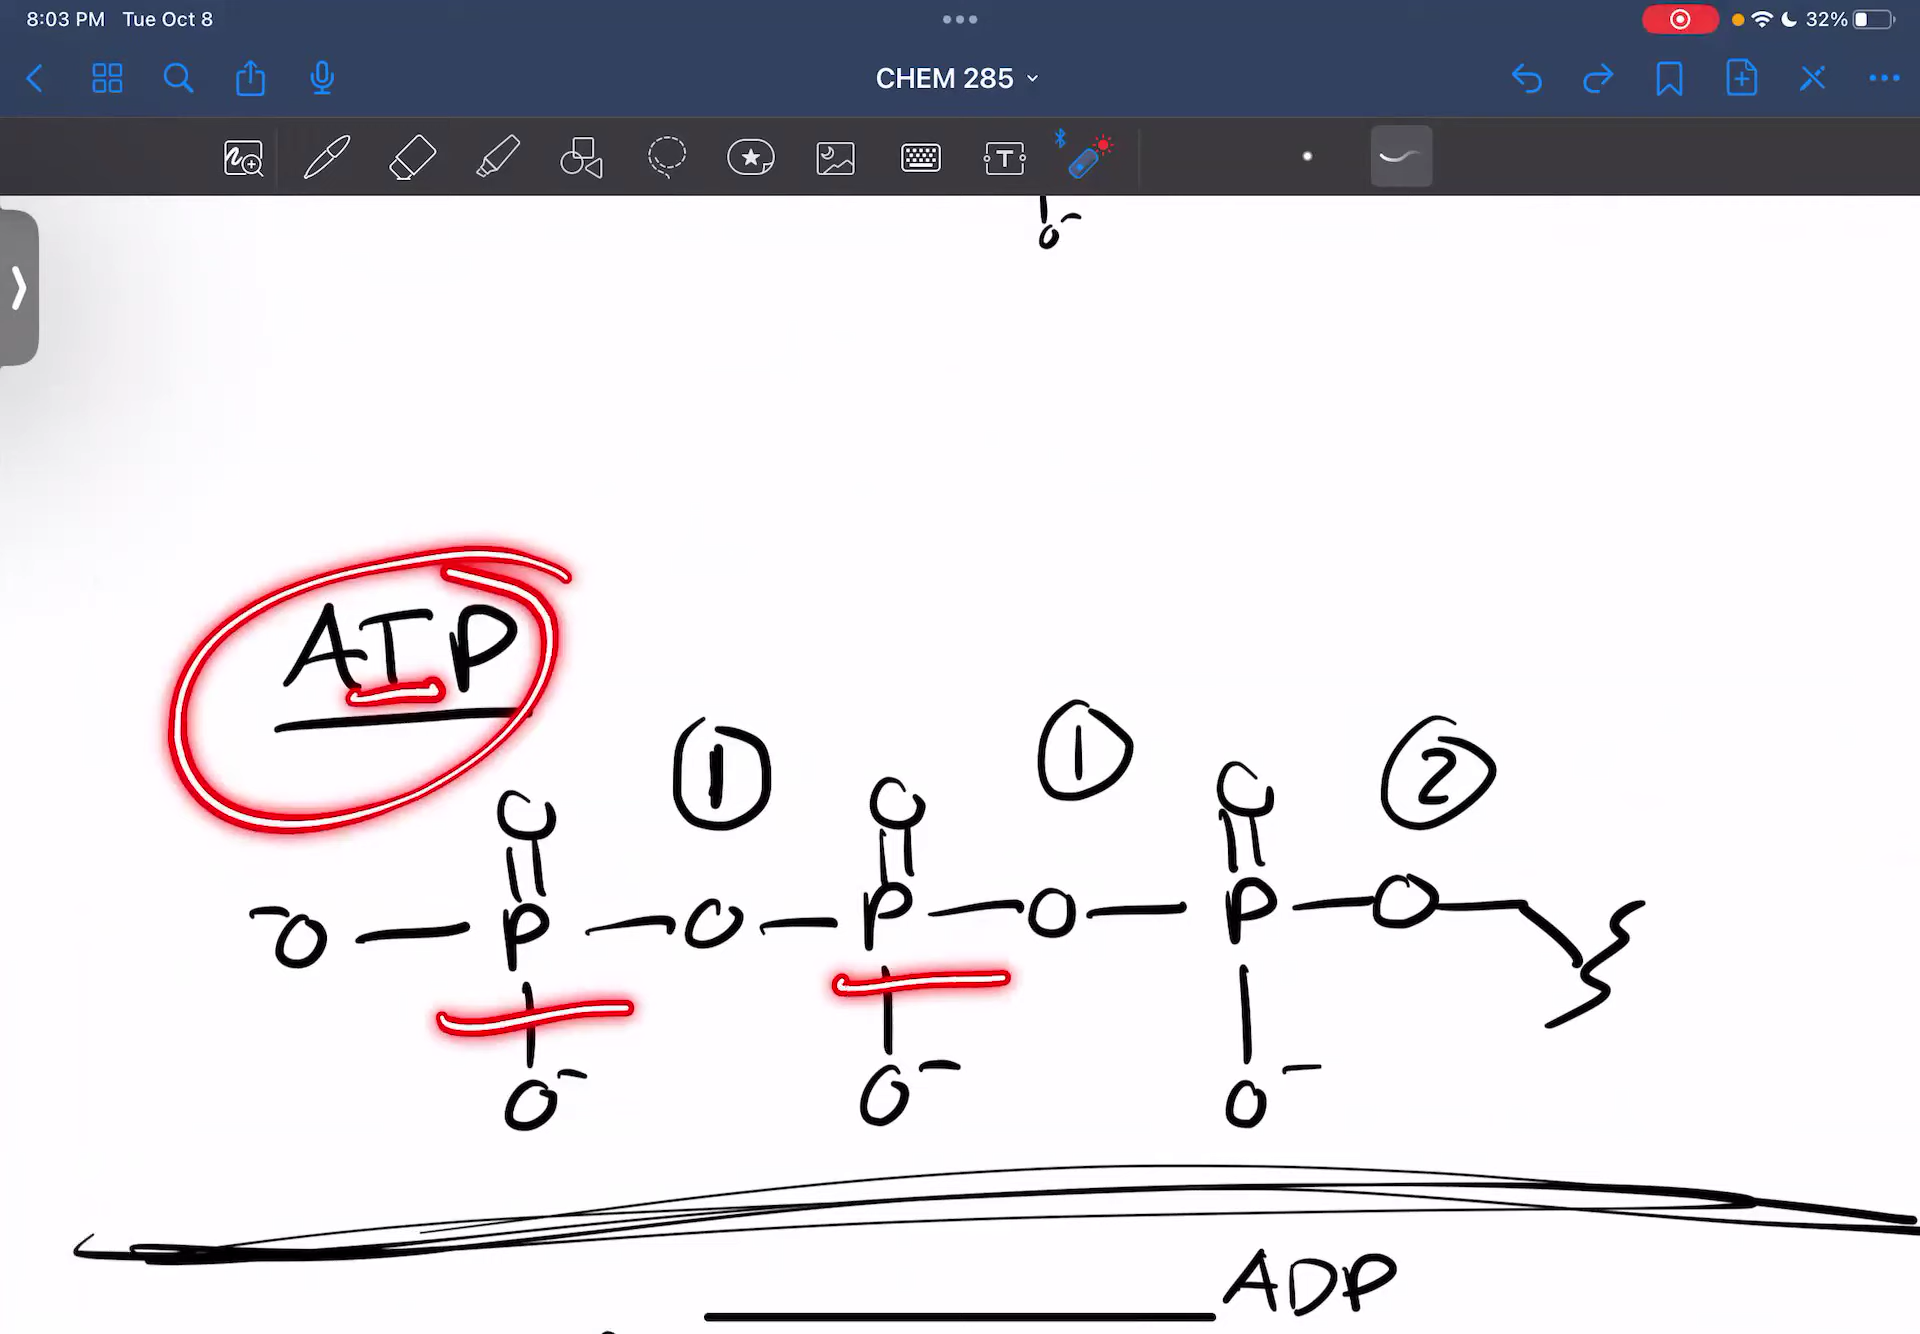 8:03 PM Tue Oct 8
32%
CHEM 285
T
O⁻
ATP
① ① ②
O O O
⁻O — P — O — P — O — P — O
O⁻ O⁻ O⁻
ADP